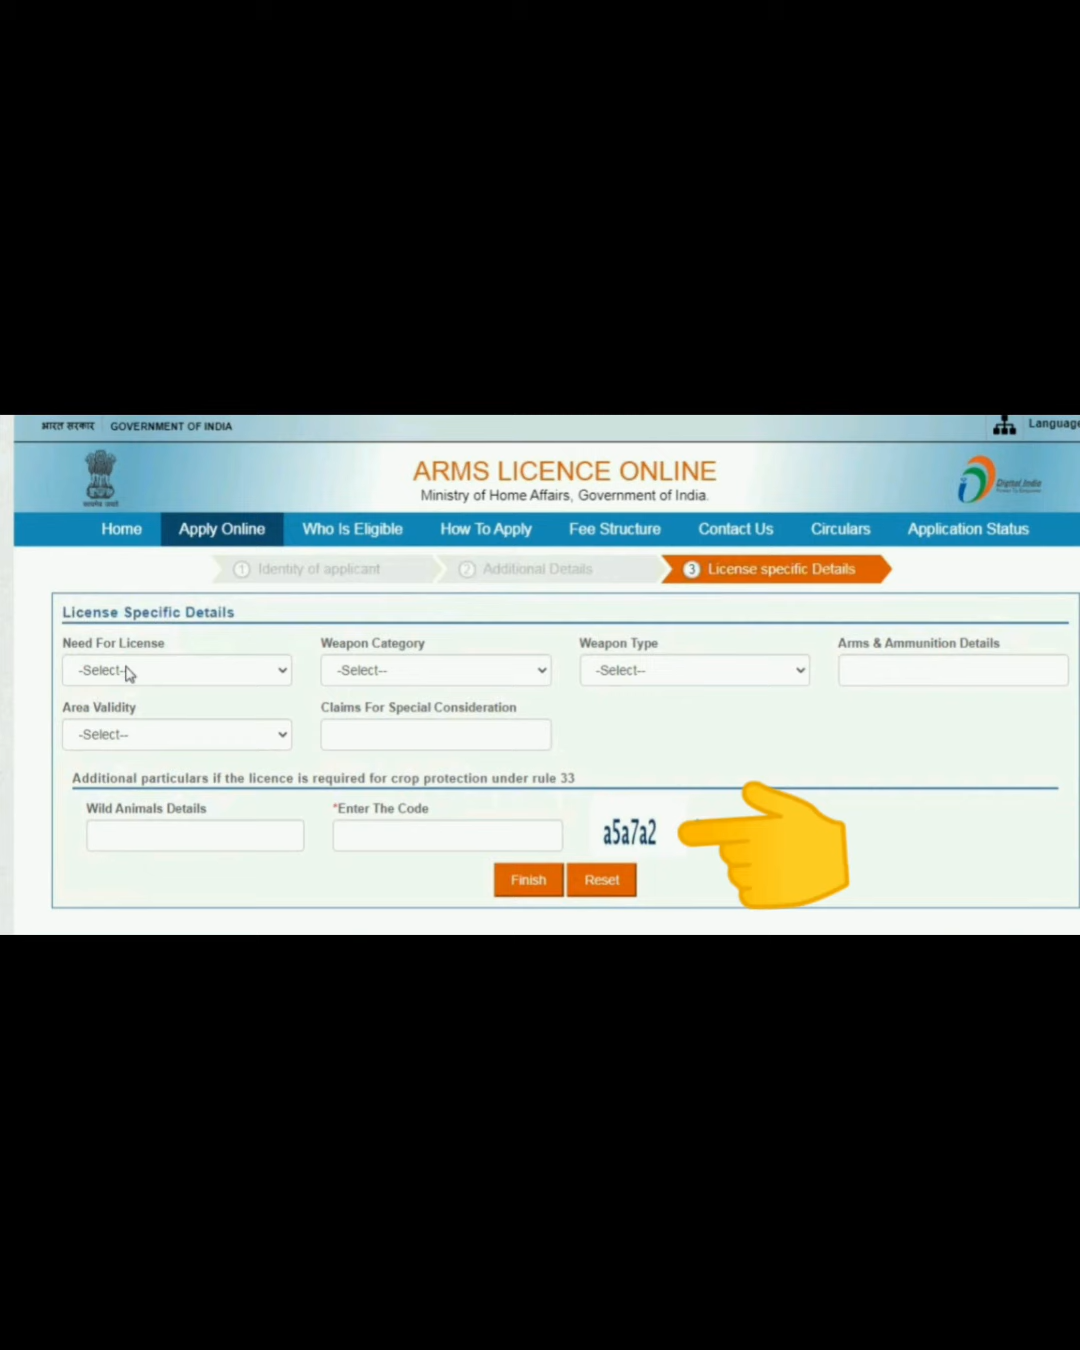 भारत सरकार GOVERNMENT OF INDIA Language
ARMS LICENCE ONLINE
Ministry of Home Affairs, Government of India.
Digital India
Home Apply Online Who Is Eligible How To Apply Fee Structure Contact Us Circulars Application Status
1 Identity of applicant 2 Additional Details 3 License specific Details
License Specific Details
Need For License Weapon Category Weapon Type Arms & Ammunition Details
-Select-- -Select-- -Select--
Area Validity Claims For Special Consideration
-Select--
Additional particulars if the licence is required for crop protection under rule 33
Wild Animals Details *Enter The Code
a5a7a2
Finish Reset